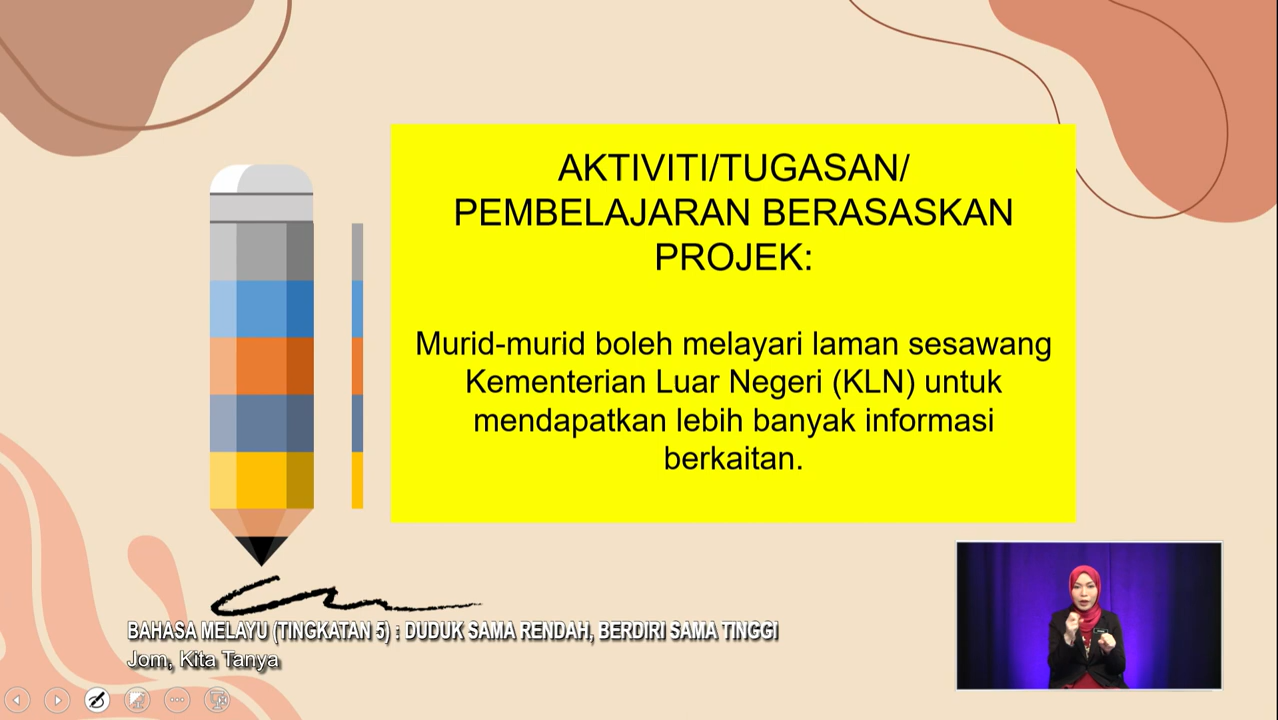 AKTIVITI/TUGASAN/
PEMBELAJARAN BERASASKAN
PROJEK:
Murid-murid boleh melayari laman sesawang
Kementerian Luar Negeri (KLN) untuk
mendapatkan lebih banyak informasi
berkaitan.
BAHASA MELAYU (TINGKATAN 5) : DUDUK SAMA RENDAH, BERDIRI SAMA TINGGI
Jom, Kita Tanya